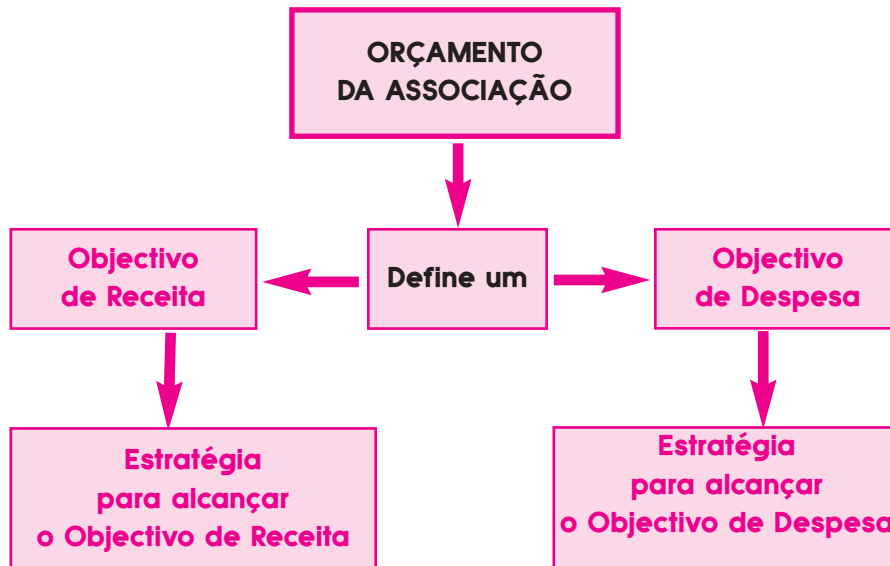 ORÇAMENTO
DA ASSOCIAÇÃO
Objectivo
de Receita
Define um
Objectivo
de Despesa
Estratégia
para alcançar
o Objectivo de Receita
Estratégia
para alcançar
o Objectivo de Despesa